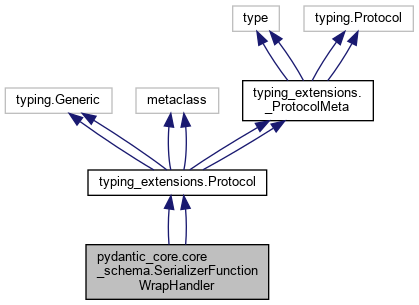 type
typing.Protocol
typing.Generic
metaclass
typing_extensions.
_ProtocolMeta
typing_extensions.Protocol
pydantic_core.core
_schema.SerializerFunction
WrapHandler